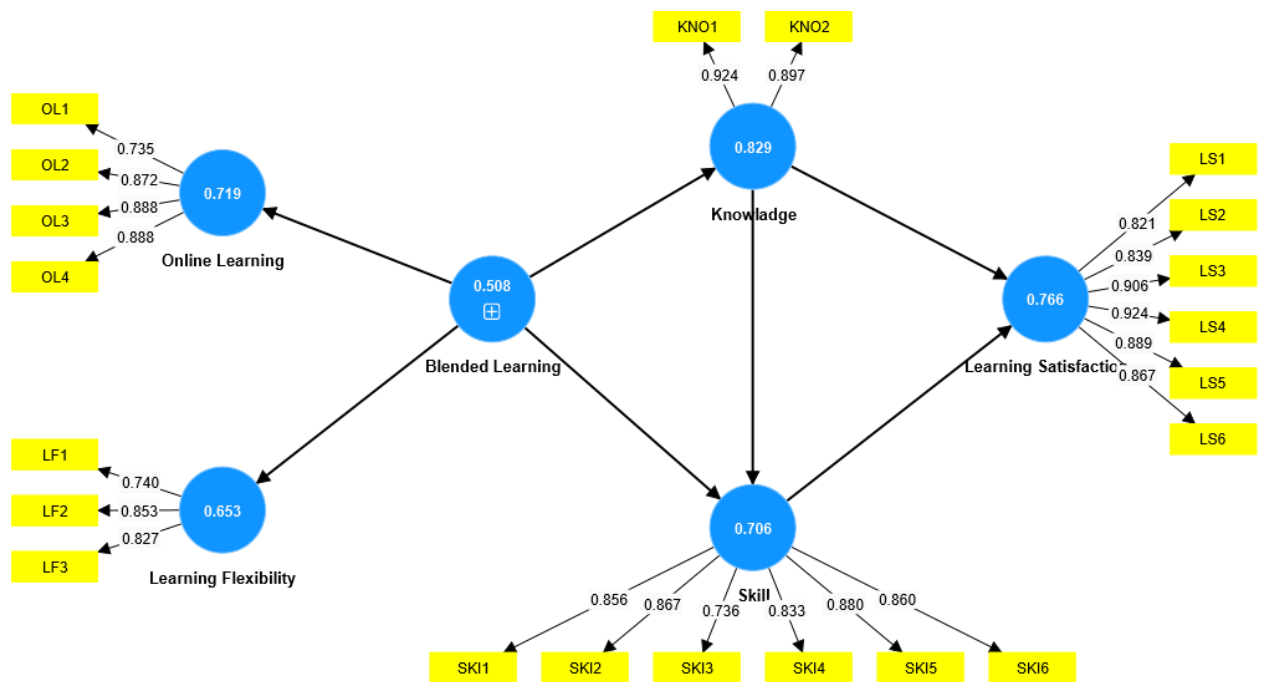 KNO1
KNO2
0.924
0.897
0.829
Knowladge
OL1
OL2
OL3
OL4
0.735
0.872
0.888
0.888
0.719
Online Learning
0.508
Blended Learning
LS1
LS2
LS3
LS4
LS5
LS6
0.821
0.839
0.906
0.924
0.889
0.867
0.766
Learning Satisfactio
LF1
LF2
LF3
0.740
0.853
0.827
0.653
Learning Flexibility
0.706
Skill
0.856
0.867
0.736
0.833
0.880
0.860
SKI1
SKI2
SKI3
SKI4
SKI5
SKI6